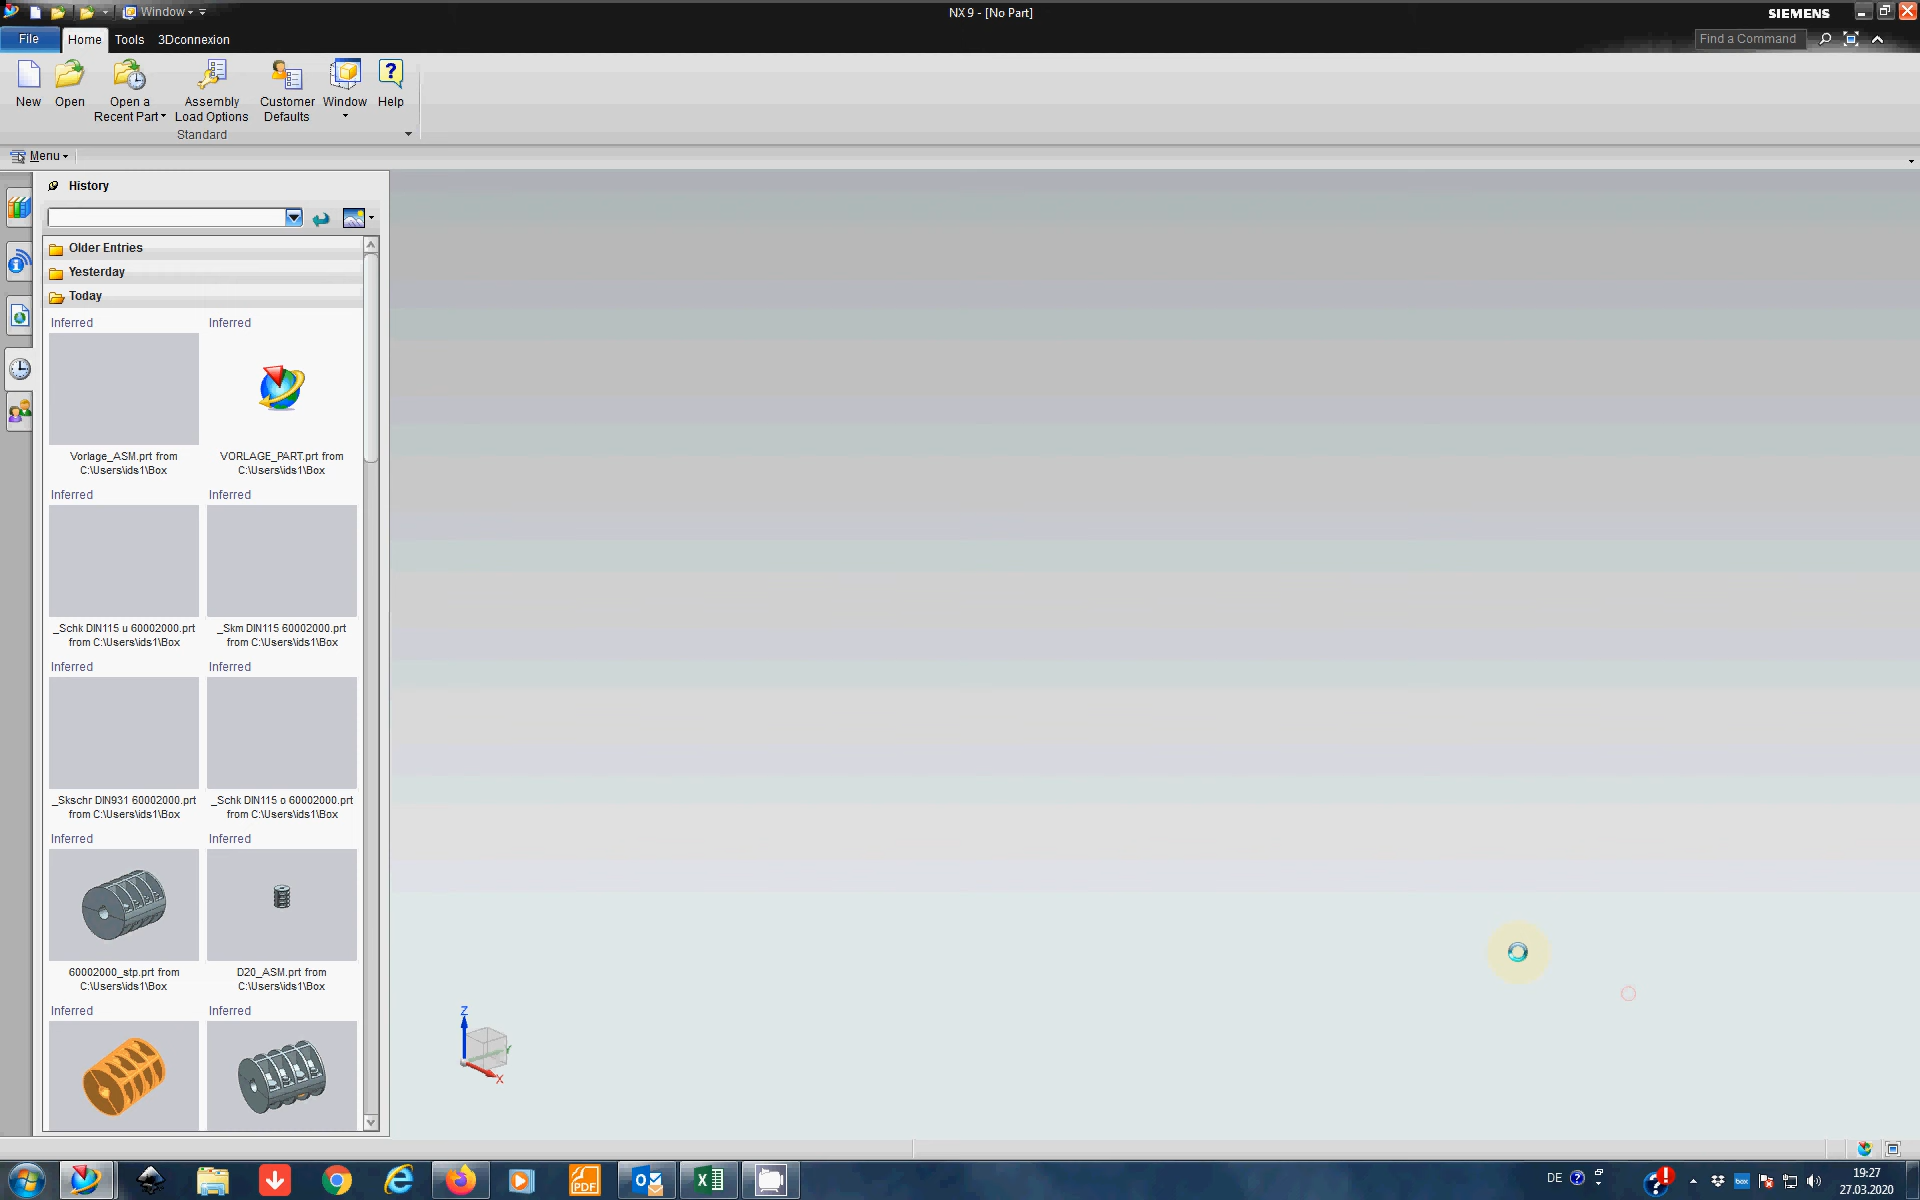 Window
NX 9 - [No Part]
SIEMENS
File
Home
Tools
3Dconnexion
Find a Command
New
Open
Open a
Recent Part
Assembly
Load Options
Customer
Defaults
Window
Help
Standard
Menu
History
Older Entries
Yesterday
Today
Inferred
Inferred
Vorlage_ASM.prt from
C:\Users\ids1\Box
VORLAGE_PART.prt from
C:\Users\ids1\Box
Inferred
Inferred
_Schk DIN115 u 60002000.prt
from C:\Users\ids1\Box
_Skm DIN115 60002000.prt
from C:\Users\ids1\Box
Inferred
Inferred
_Skschr DIN931 60002000.prt
from C:\Users\ids1\Box
_Schk DIN115 o 60002000.prt
from C:\Users\ids1\Box
Inferred
Inferred
60002000_stp.prt from
C:\Users\ids1\Box
D20_ASM.prt from
C:\Users\ids1\Box
Inferred
Inferred
Z
Y
X
PDF
DE
box
19:27
27.03.2020